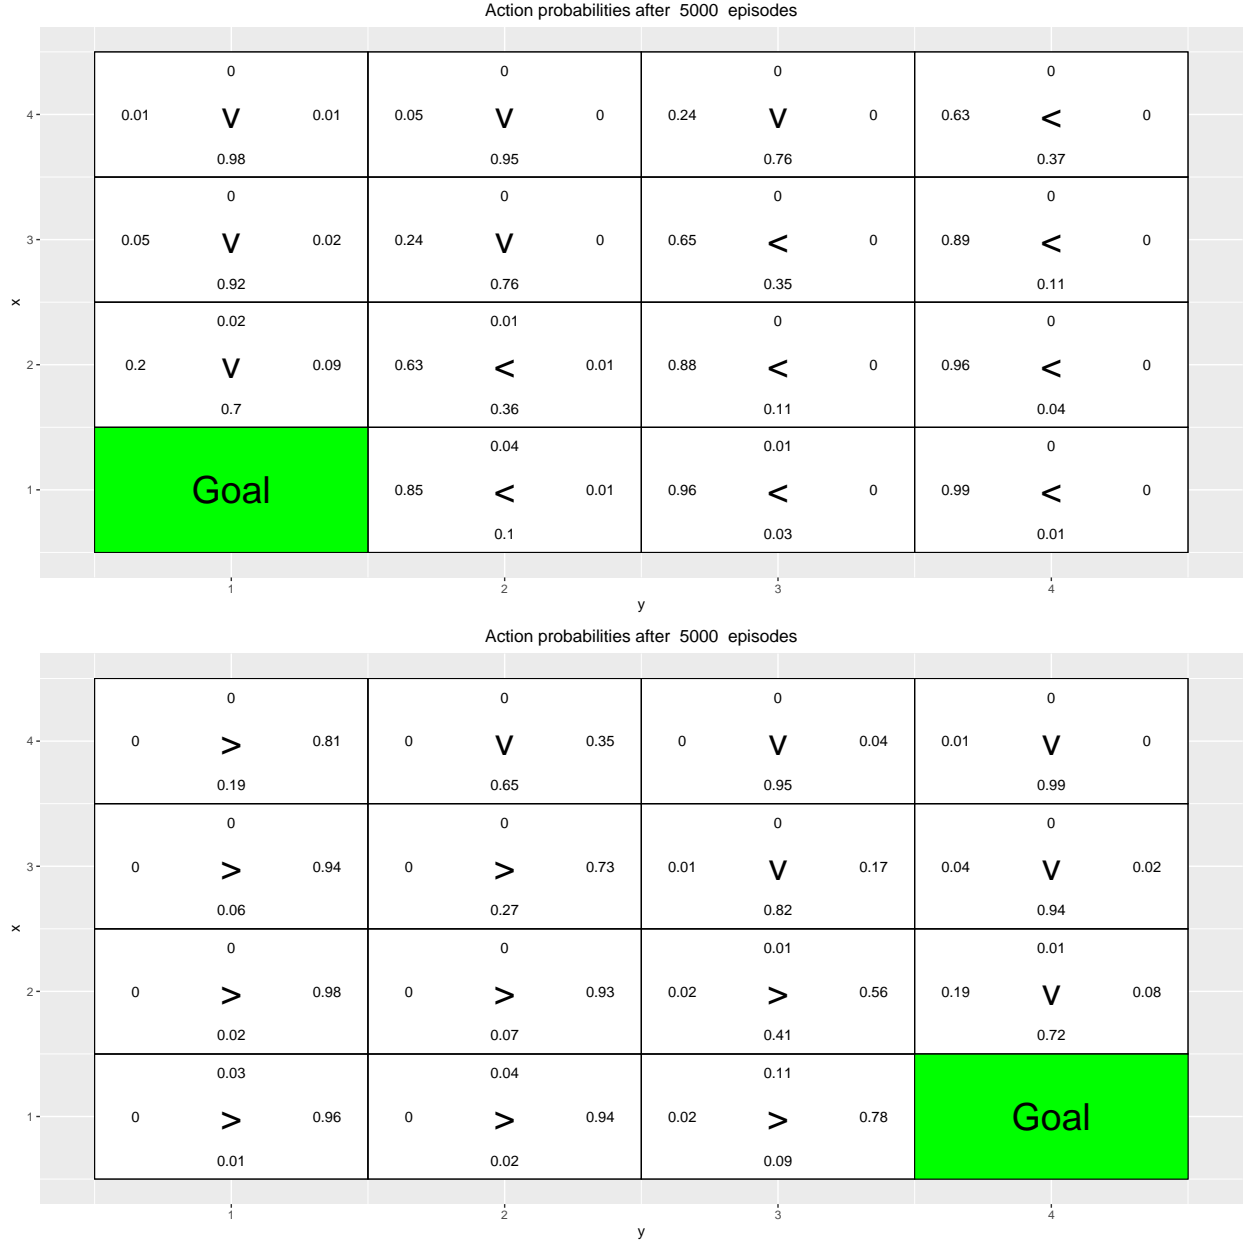 Action probabilities after 5000 episodes
0 0 0 0
4 0.01 V 0.01 0.05 V 0 0.24 V 0 0.63 < 0
0.98 0.95 0.76 0.37
0 0 0 0
3 0.05 V 0.02 0.24 V 0 0.65 < 0 0.89 < 0
0.92 0.76 0.35 0.11
x
0.02 0.01 0 0
2 0.2 V 0.09 0.63 < 0.01 0.88 < 0 0.96 < 0
0.7 0.36 0.11 0.04
0.04 0.01 0
1 Goal 0.85 < 0.01 0.96 < 0 0.99 < 0
0.1 0.03 0.01
1 2 3 4
y
Action probabilities after 5000 episodes
0 0 0 0
4 0 > 0.81 0 V 0.35 0 V 0.04 0.01 V 0
0.19 0.65 0.95 0.99
0 0 0 0
3 0 > 0.94 0 > 0.73 0.01 V 0.17 0.04 V 0.02
0.06 0.27 0.82 0.94
x
0 0 0.01 0.01
2 0 > 0.98 0 > 0.93 0.02 > 0.56 0.19 V 0.08
0.02 0.07 0.41 0.72
0.03 0.04 0.11
1 0 > 0.96 0 > 0.94 0.02 > 0.78 Goal
0.01 0.02 0.09
1 2 3 4
y